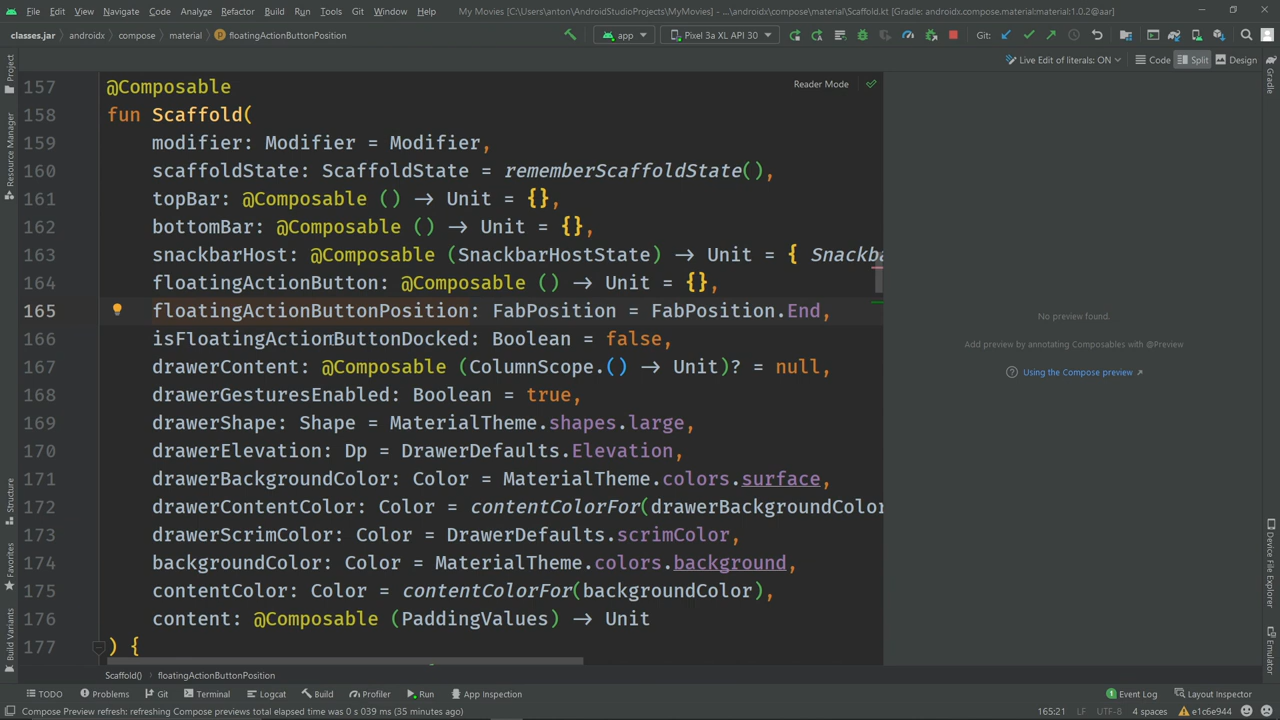 File Edit View Navigate Code Analyze Refactor Build Run Tools Git Window Help My Movies [C:\Users\anton\AndroidStudioProjects\MyMovies] - ...\androidx\compose\material\Scaffold.kt [Gradle: androidx.compose.material:material:1.0.2@aar]
classes.jar androidx compose material floatingActionButtonPosition app Pixel 3a XL API 30 Git:
Live Edit of literals: ON Code Split Design
Reader Mode
157 @Composable
158 fun Scaffold(
159 modifier: Modifier = Modifier,
160 scaffoldState: ScaffoldState = rememberScaffoldState(),
161 topBar: @Composable () → Unit = {},
162 bottomBar: @Composable () → Unit = {},
163 snackbarHost: @Composable (SnackbarHostState) → Unit = { Snackba
164 floatingActionButton: @Composable () → Unit = {},
165 floatingActionButtonPosition: FabPosition = FabPosition.End,
166 isFloatingActionButtonDocked: Boolean = false,
167 drawerContent: @Composable (ColumnScope.() → Unit)? = null,
168 drawerGesturesEnabled: Boolean = true,
169 drawerShape: Shape = MaterialTheme.shapes.large,
170 drawerElevation: Dp = DrawerDefaults.Elevation,
171 drawerBackgroundColor: Color = MaterialTheme.colors.surface,
172 drawerContentColor: Color = contentColorFor(drawerBackgroundColor
173 drawerScrimColor: Color = DrawerDefaults.scrimColor,
174 backgroundColor: Color = MaterialTheme.colors.background,
175 contentColor: Color = contentColorFor(backgroundColor),
176 content: @Composable (PaddingValues) → Unit
177 ) {
No preview found.
Add preview by annotating Composables with @Preview
Using the Compose preview ↗
Project
Resource Manager
Structure
Favorites
Build Variants
Gradle
Device File Explorer
Emulator
Scaffold() floatingActionButtonPosition
TODO Problems Git Terminal Logcat Build Profiler Run App Inspection 1 Event Log Layout Inspector
Compose Preview refresh: refreshing Compose previews total elapsed time was 0 s 039 ms (35 minutes ago) 165:21 LF UTF-8 4 spaces e1c6e944